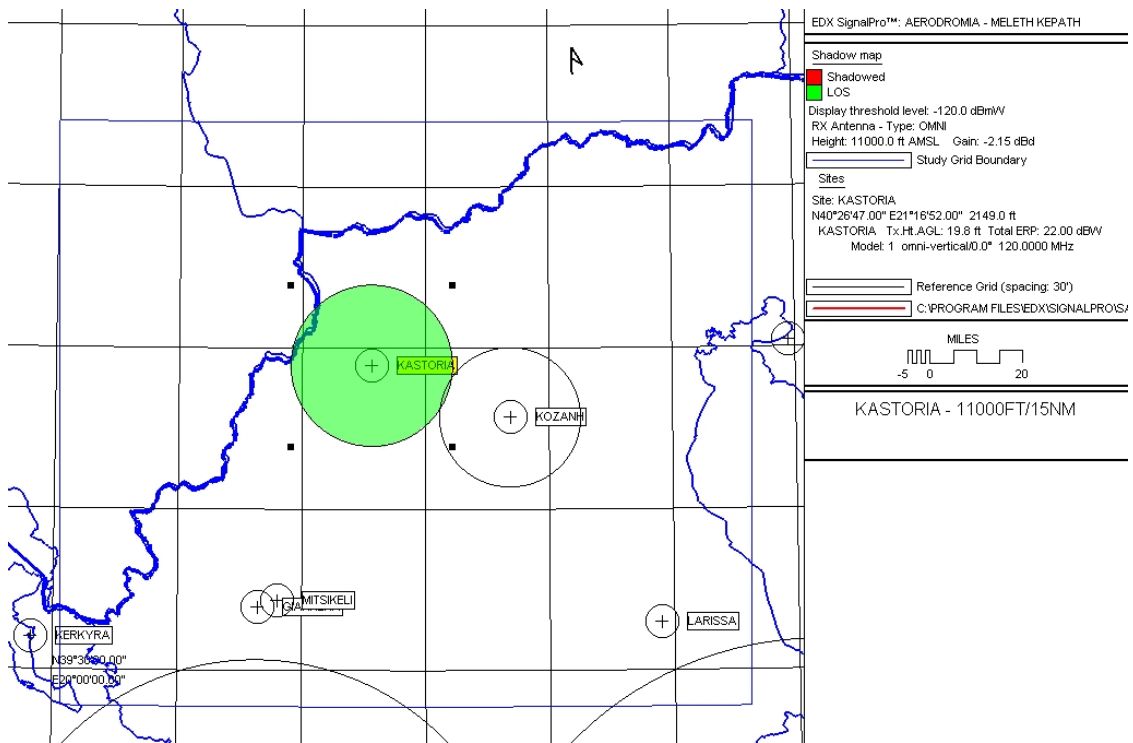 EDX SignalPro™: AERODROMIA - MELETH KEPATH
Shadow map
Shadowed
LOS
Display threshold level: -120.0 dBmW
RX Antenna - Type: OMNI
Height: 11000.0 ft AMSL Gain: -2.15 dBd
Study Grid Boundary
Sites
Site: KASTORIA
N40°26'47.00" E21°16'52.00" 2149.0 ft
KASTORIA Tx.Ht.AGL: 19.8 ft Total ERP: 22.00 dBW
Model: 1 omni-vertical/0.0° 120.0000 MHz
Reference Grid (spacing: 30')
C:\PROGRAM FILES\EDX\SIGNALPRO\SA
MILES
-5 0 20
KASTORIA - 11000FT/15NM
KASTORIA
KOZANH
MITSIKELI
LARISSA
KERKYRA
N39°30'00.00"
E20°00'00.00"